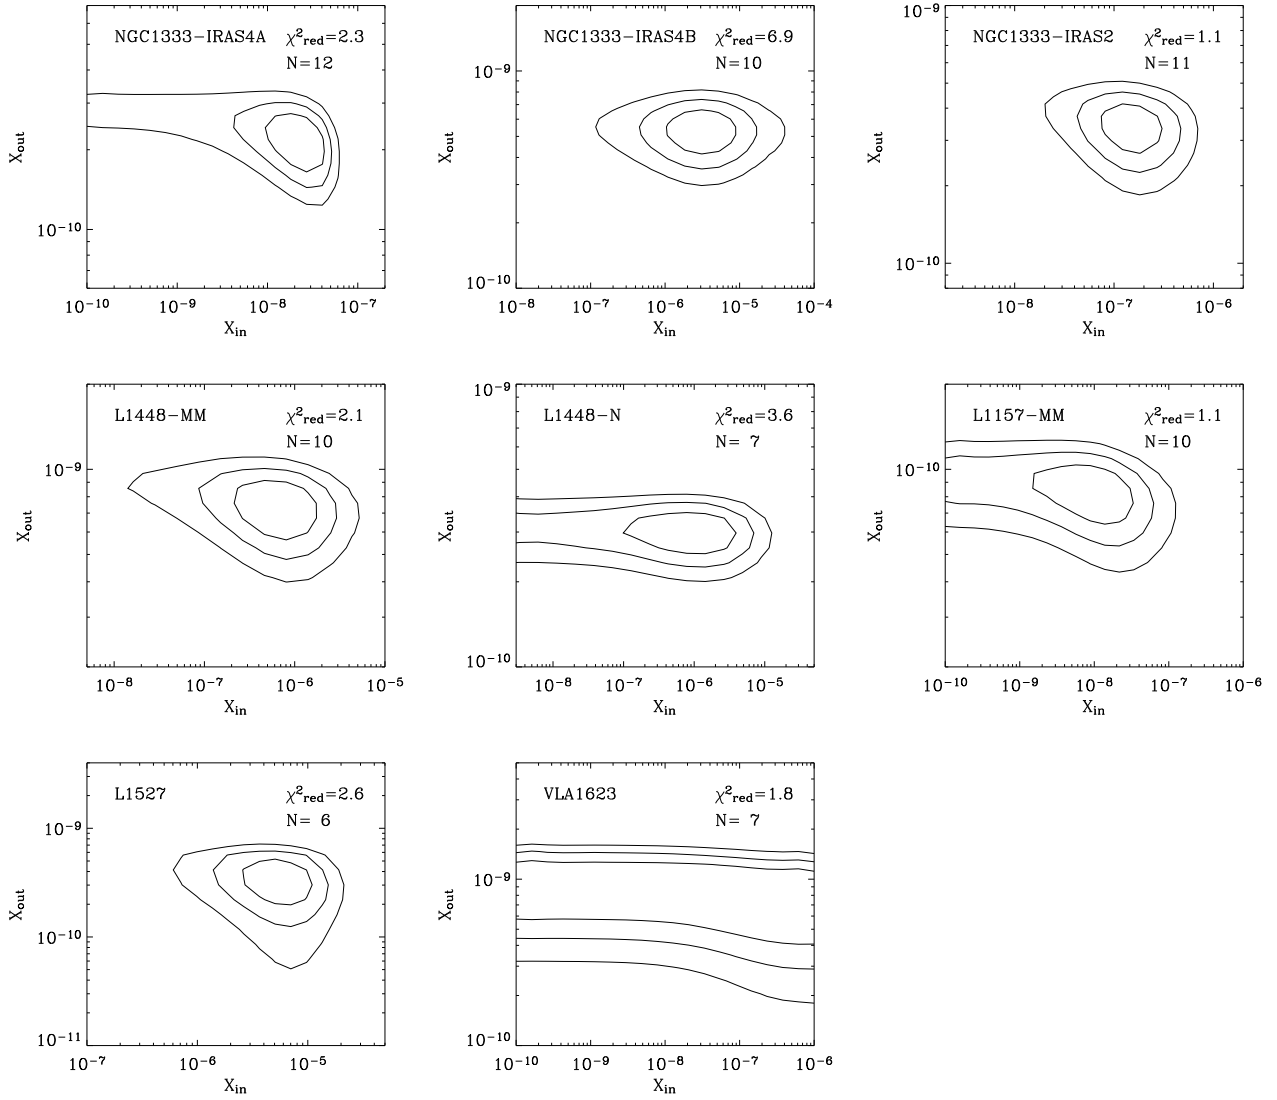 NGC1333-IRAS4A χ²red=2.3
N=12
Xout
10⁻¹⁰
10⁻¹⁰ 10⁻⁹ 10⁻⁸ 10⁻⁷
Xin
NGC1333-IRAS4B χ²red=6.9
N=10
10⁻⁹
Xout
10⁻¹⁰
10⁻⁸ 10⁻⁷ 10⁻⁶ 10⁻⁵ 10⁻⁴
Xin
10⁻⁹
NGC1333-IRAS2 χ²red=1.1
N=11
Xout
10⁻¹⁰
10⁻⁸ 10⁻⁷ 10⁻⁶
Xin
L1448-MM χ²red=2.1
N=10
10⁻⁹
Xout
10⁻⁸ 10⁻⁷ 10⁻⁶ 10⁻⁵
Xin
10⁻⁹
L1448-N χ²red=3.6
N= 7
Xout
10⁻¹⁰
10⁻⁸ 10⁻⁷ 10⁻⁶ 10⁻⁵
Xin
L1157-MM χ²red=1.1
N=10
10⁻¹⁰
Xout
10⁻¹⁰ 10⁻⁹ 10⁻⁸ 10⁻⁷ 10⁻⁶
Xin
L1527 χ²red=2.6
N= 6
10⁻⁹
Xout
10⁻¹⁰
10⁻¹¹
10⁻⁷ 10⁻⁶ 10⁻⁵
Xin
VLA1623 χ²red=1.8
N= 7
10⁻⁹
Xout
10⁻¹⁰
10⁻¹⁰ 10⁻⁹ 10⁻⁸ 10⁻⁷ 10⁻⁶
Xin